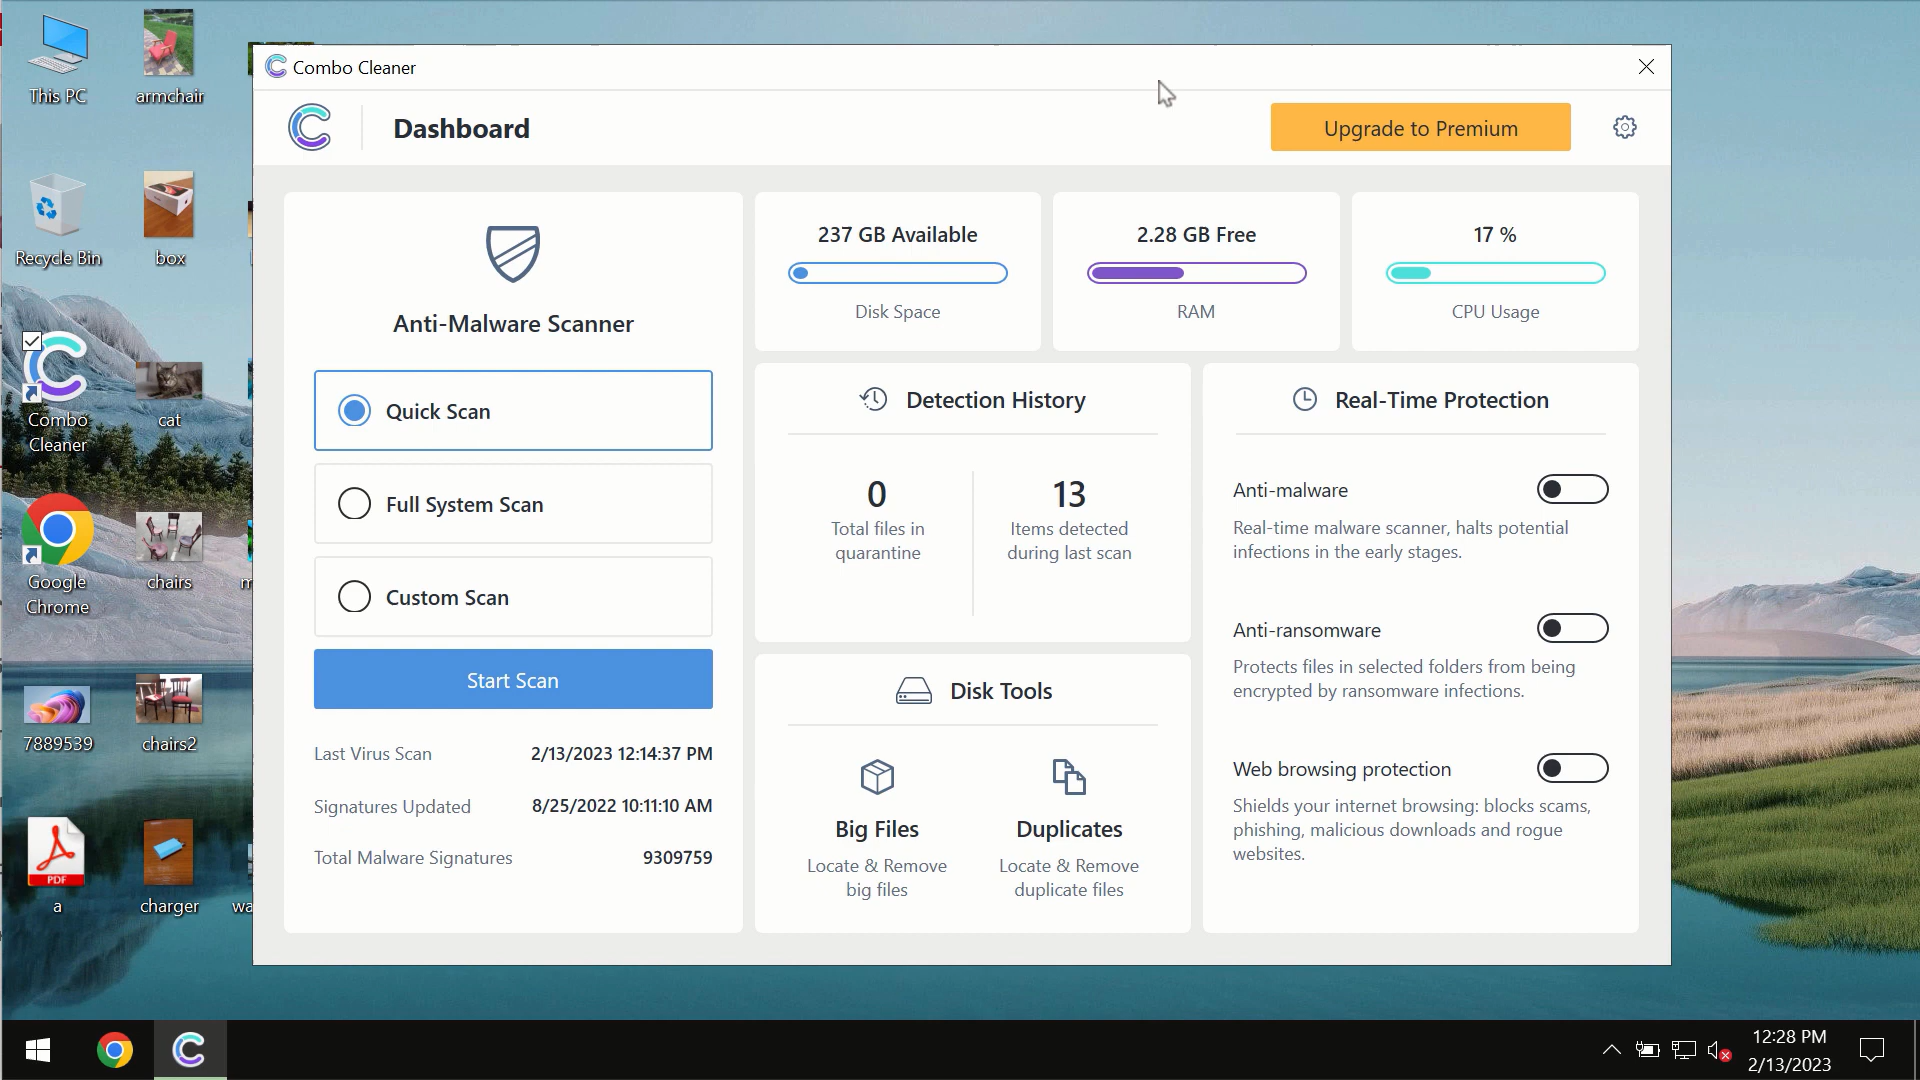 This PC
armchair
Recycle Bin
box
Combo
Cleaner
cat
Google
Chrome
chairs
7889539
chairs2
PDF
a
charger
wa
Combo Cleaner
Dashboard
Upgrade to Premium
Anti-Malware Scanner
Quick Scan
Full System Scan
Custom Scan
Start Scan
Last Virus Scan 2/13/2023 12:14:37 PM
Signatures Updated 8/25/2022 10:11:10 AM
Total Malware Signatures 9309759
237 GB Available
Disk Space
2.28 GB Free
RAM
17 %
CPU Usage
Detection History
0
Total files in
quarantine
13
Items detected
during last scan
Disk Tools
Big Files
Locate & Remove
big files
Duplicates
Locate & Remove
duplicate files
Real-Time Protection
Anti-malware
Real-time malware scanner, halts potential
infections in the early stages.
Anti-ransomware
Protects files in selected folders from being
encrypted by ransomware infections.
Web browsing protection
Shields your internet browsing: blocks scams,
phishing, malicious downloads and rogue
websites.
12:28 PM
2/13/2023